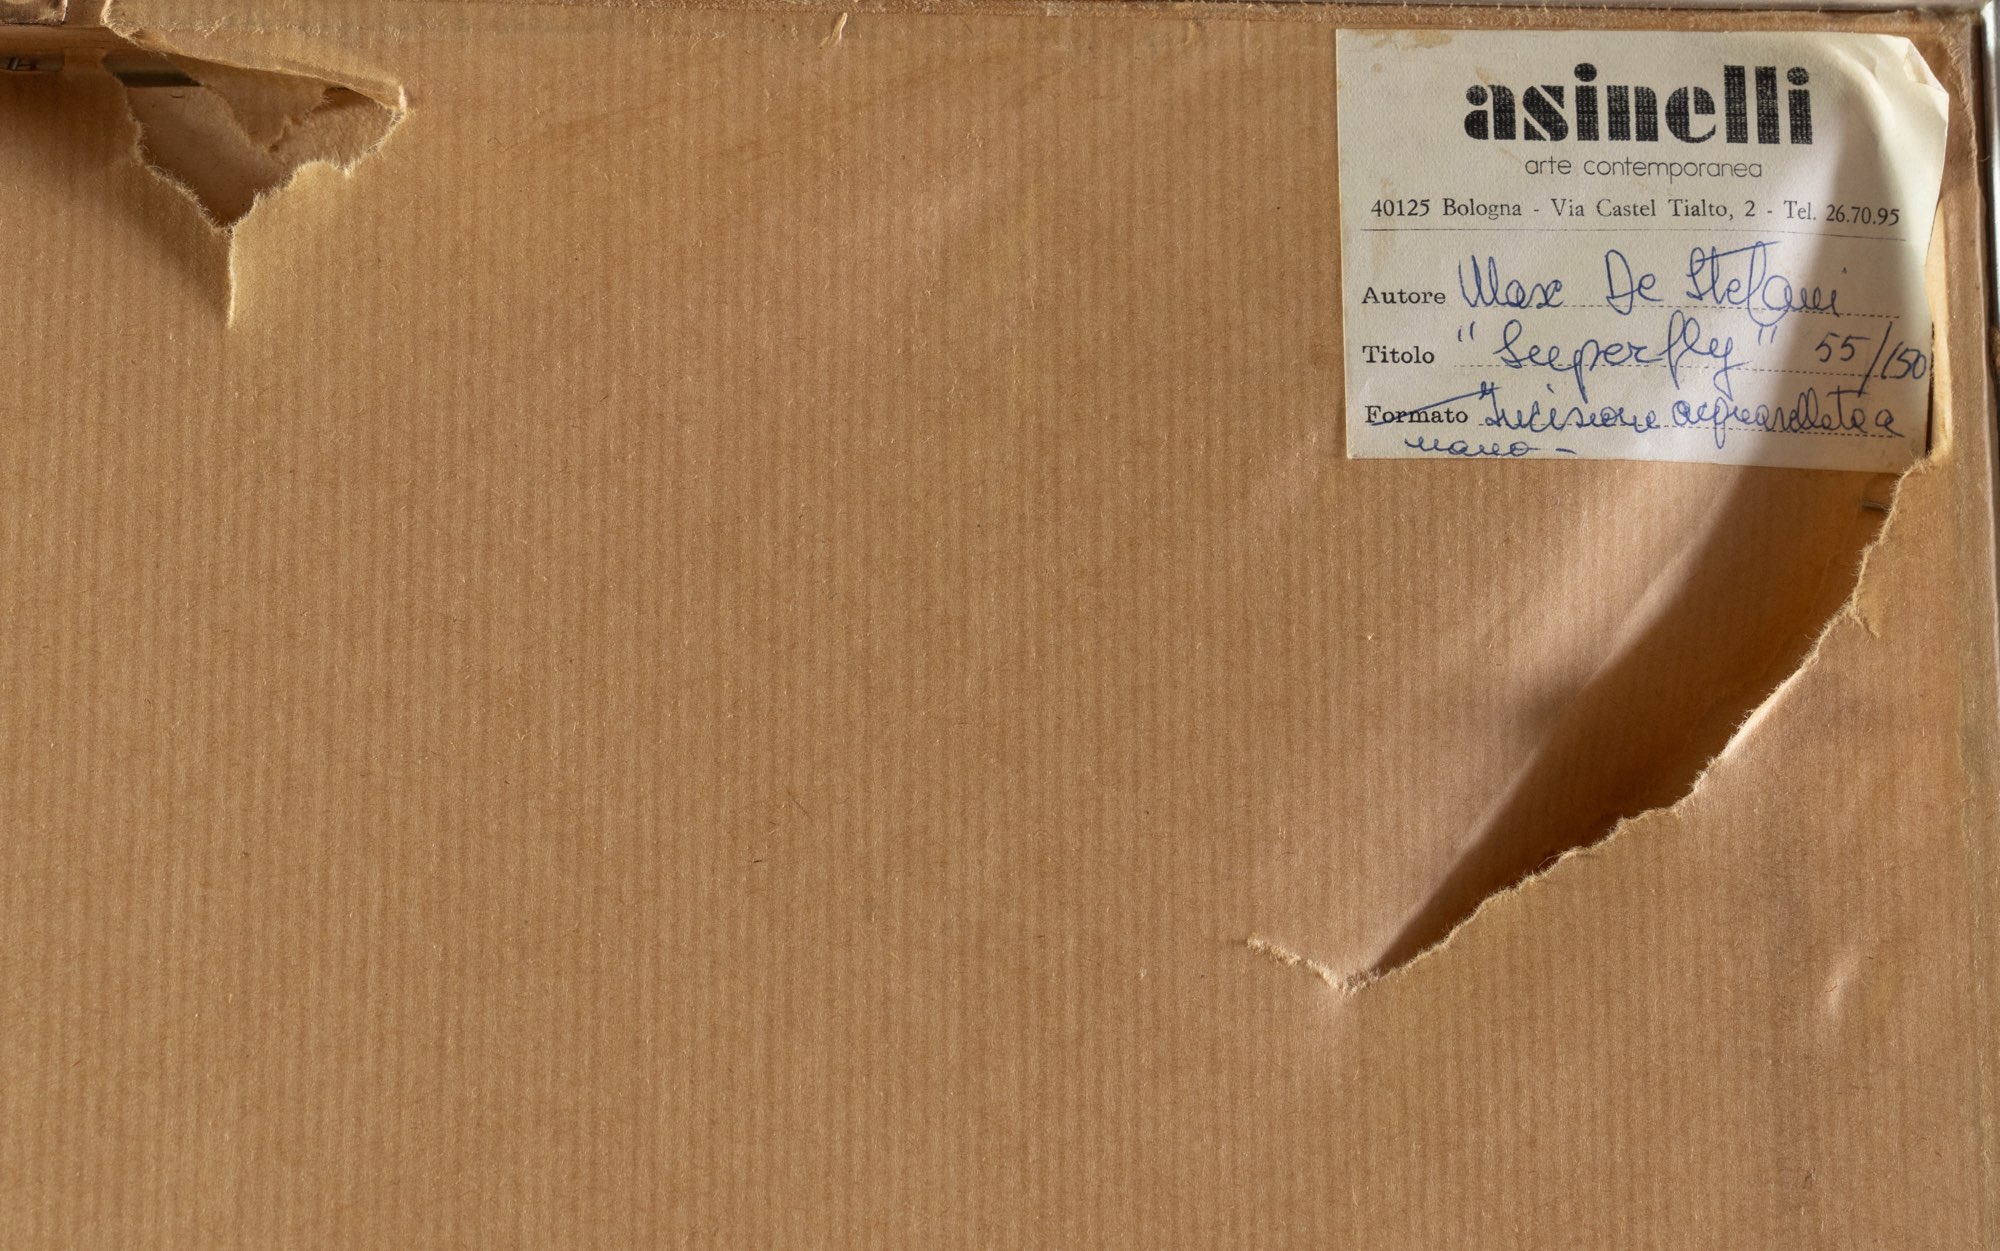 asinelli
arte contemporanea
40125 Bologna - Via Castel Tialto, 2 - Tel. 26.70.95
Autore Max De Stefani
Titolo "Superfly" 55/150
Formato Incisione acquarellata a
mano -